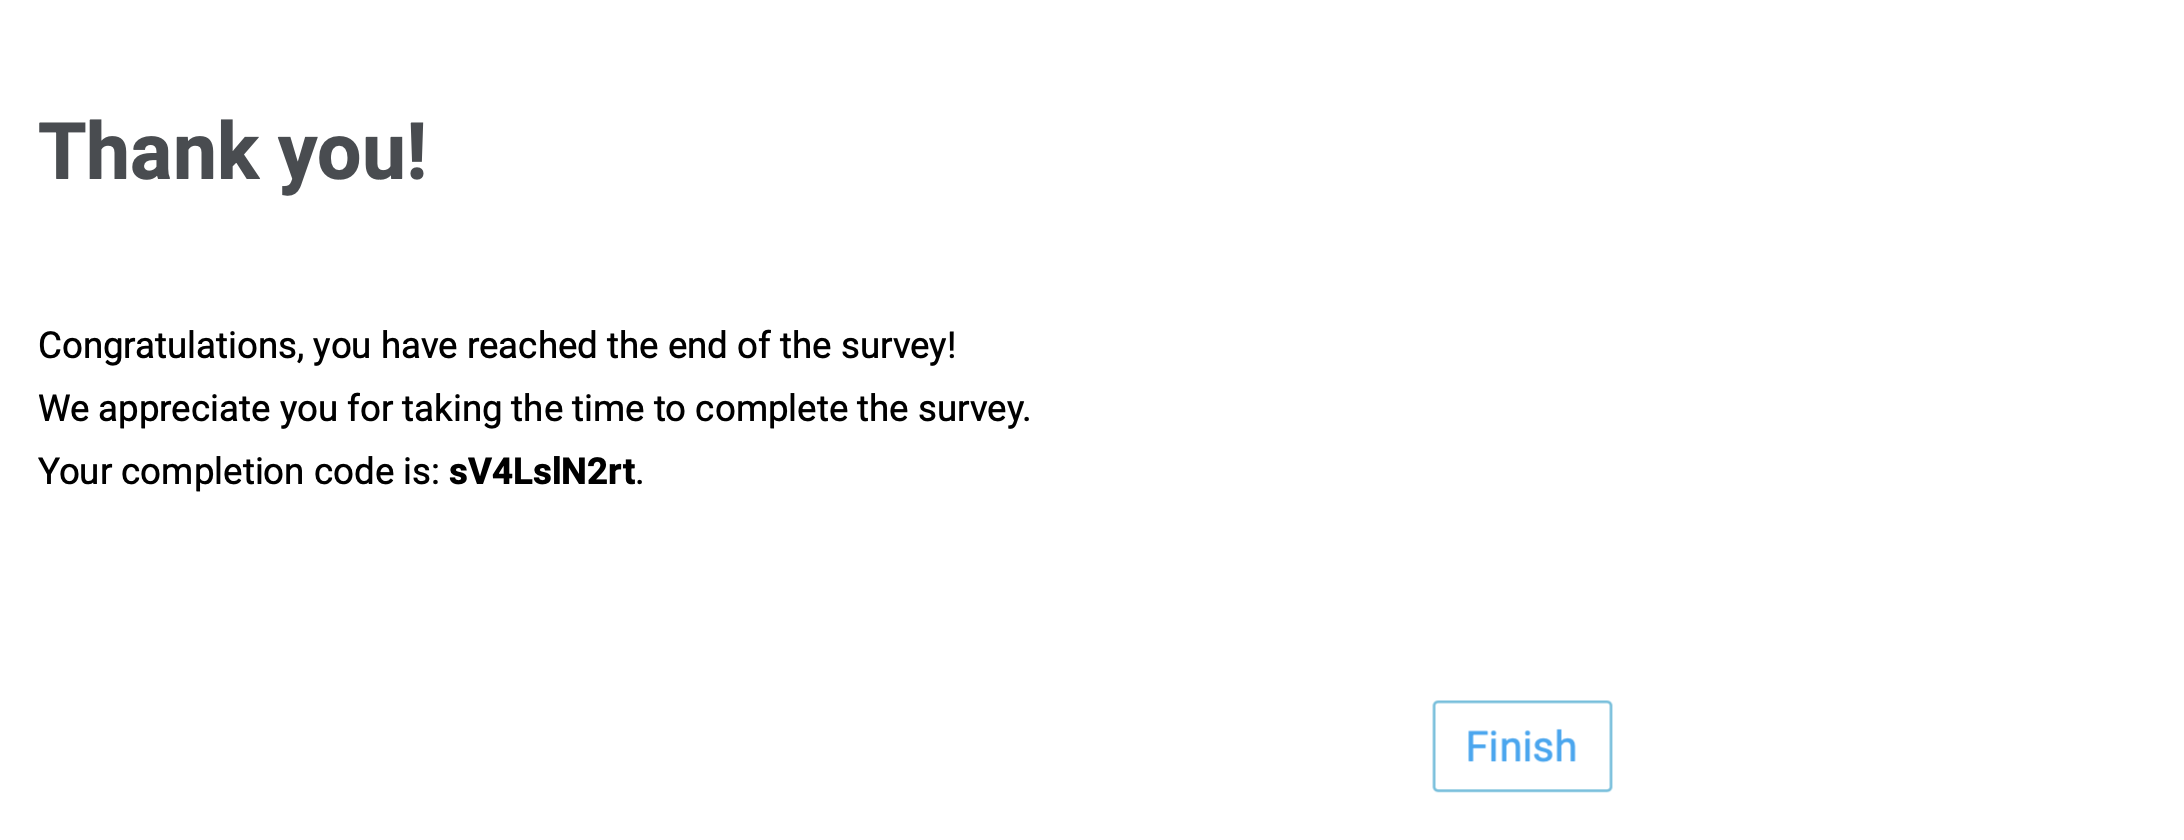 Thank you!
Congratulations, you have reached the end of the survey!
We appreciate you for taking the time to complete the survey.
Your completion code is: sV4LslN2rt.
Finish